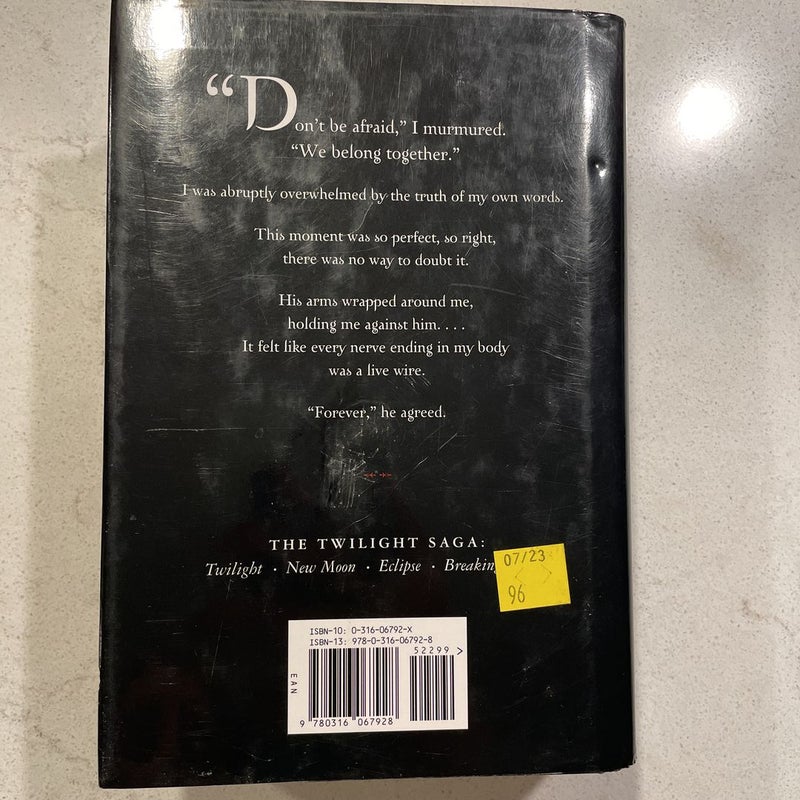 “Don’t be afraid,” I murmured.
“We belong together.”
I was abruptly overwhelmed by the truth of my own words.
This moment was so perfect, so right,
there was no way to doubt it.
His arms wrapped around me,
holding me against him. . . .
It felt like every nerve ending in my body
was a live wire.
“Forever,” he agreed.
THE TWILIGHT SAGA:
Twilight · New Moon · Eclipse · Breakin
07/23
96
ISBN-10: 0-316-06792-X
ISBN-13: 978-0-316-06792-8
52299 >
EAN
9 780316 067928